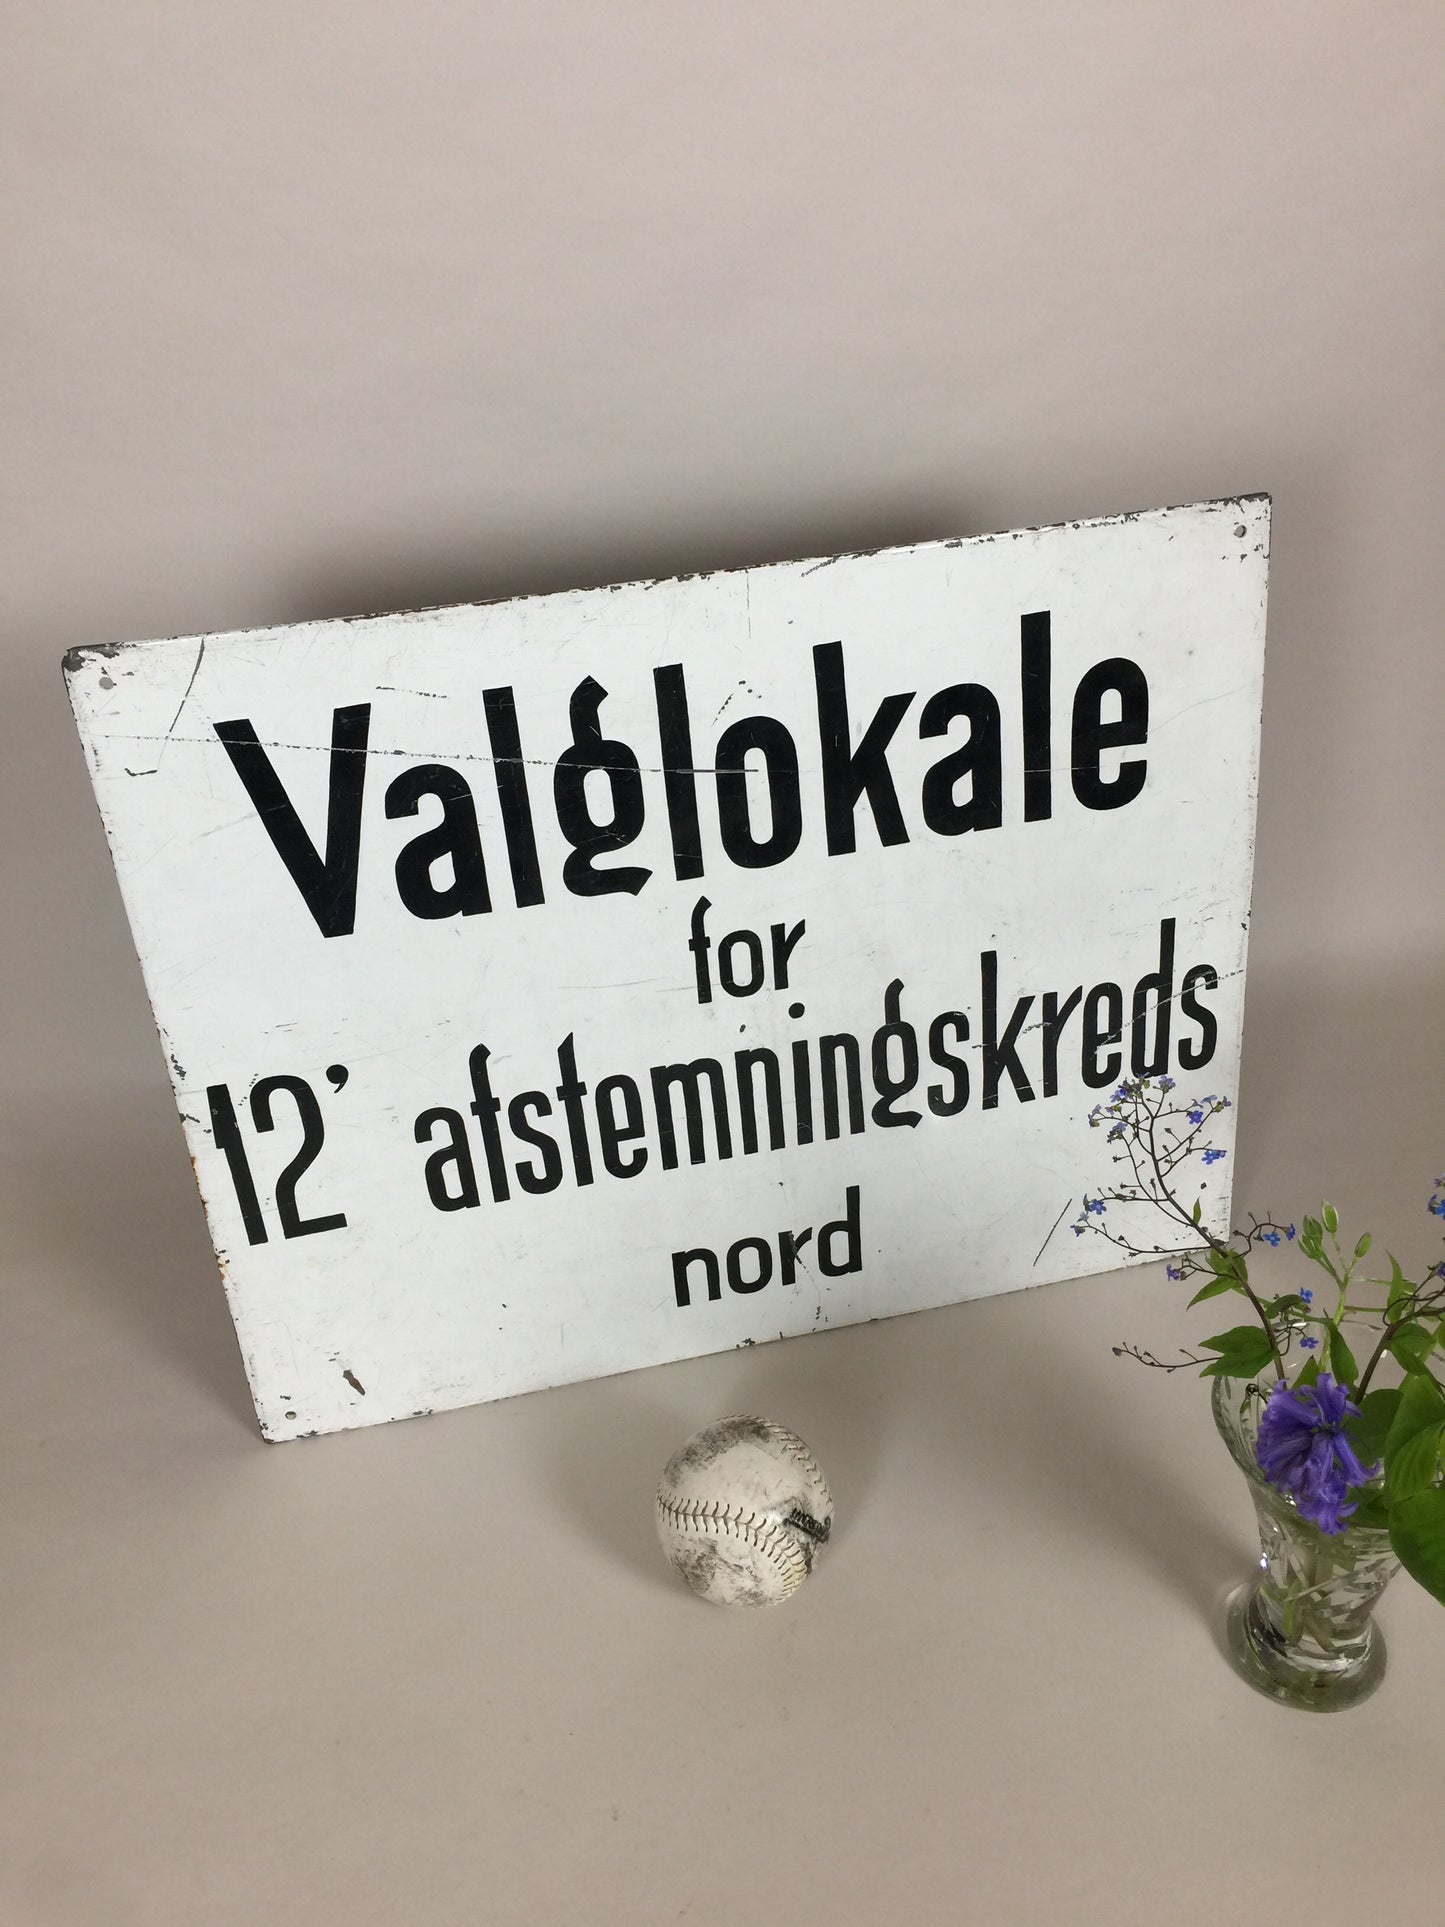 Valglokale
for
12' afstemningskreds
nord